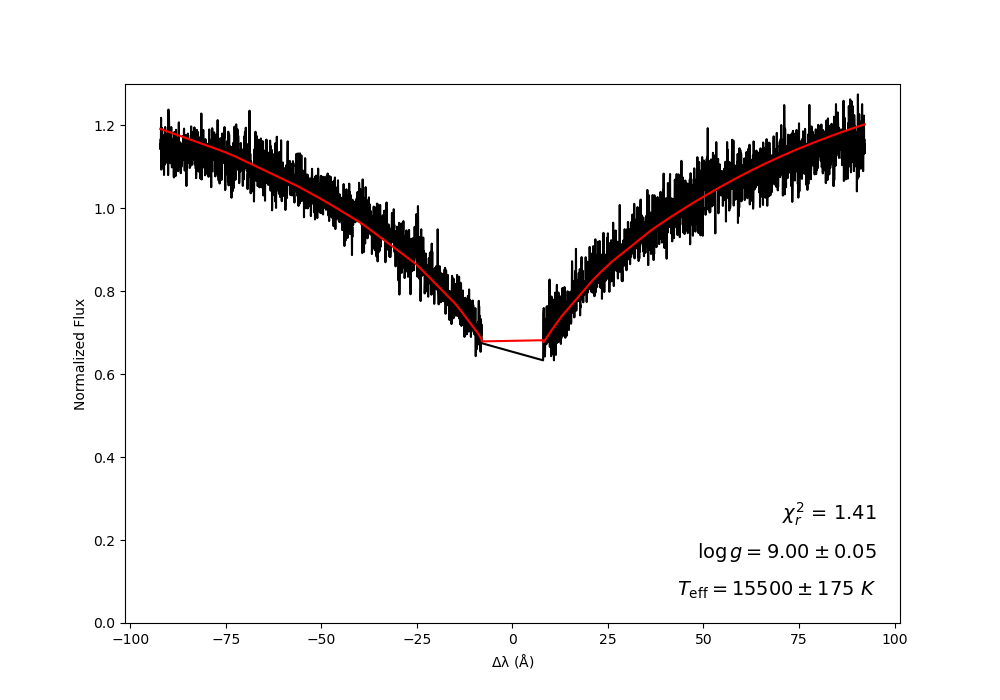 Normalized Flux
1.2
1.0
0.8
0.6
0.4
0.2
0.0
χ²ᵣ = 1.41
log g = 9.00 ± 0.05
T_eff = 15500 ± 175 K
−100 −75 −50 −25 0 25 50 75 100
Δλ (Å)